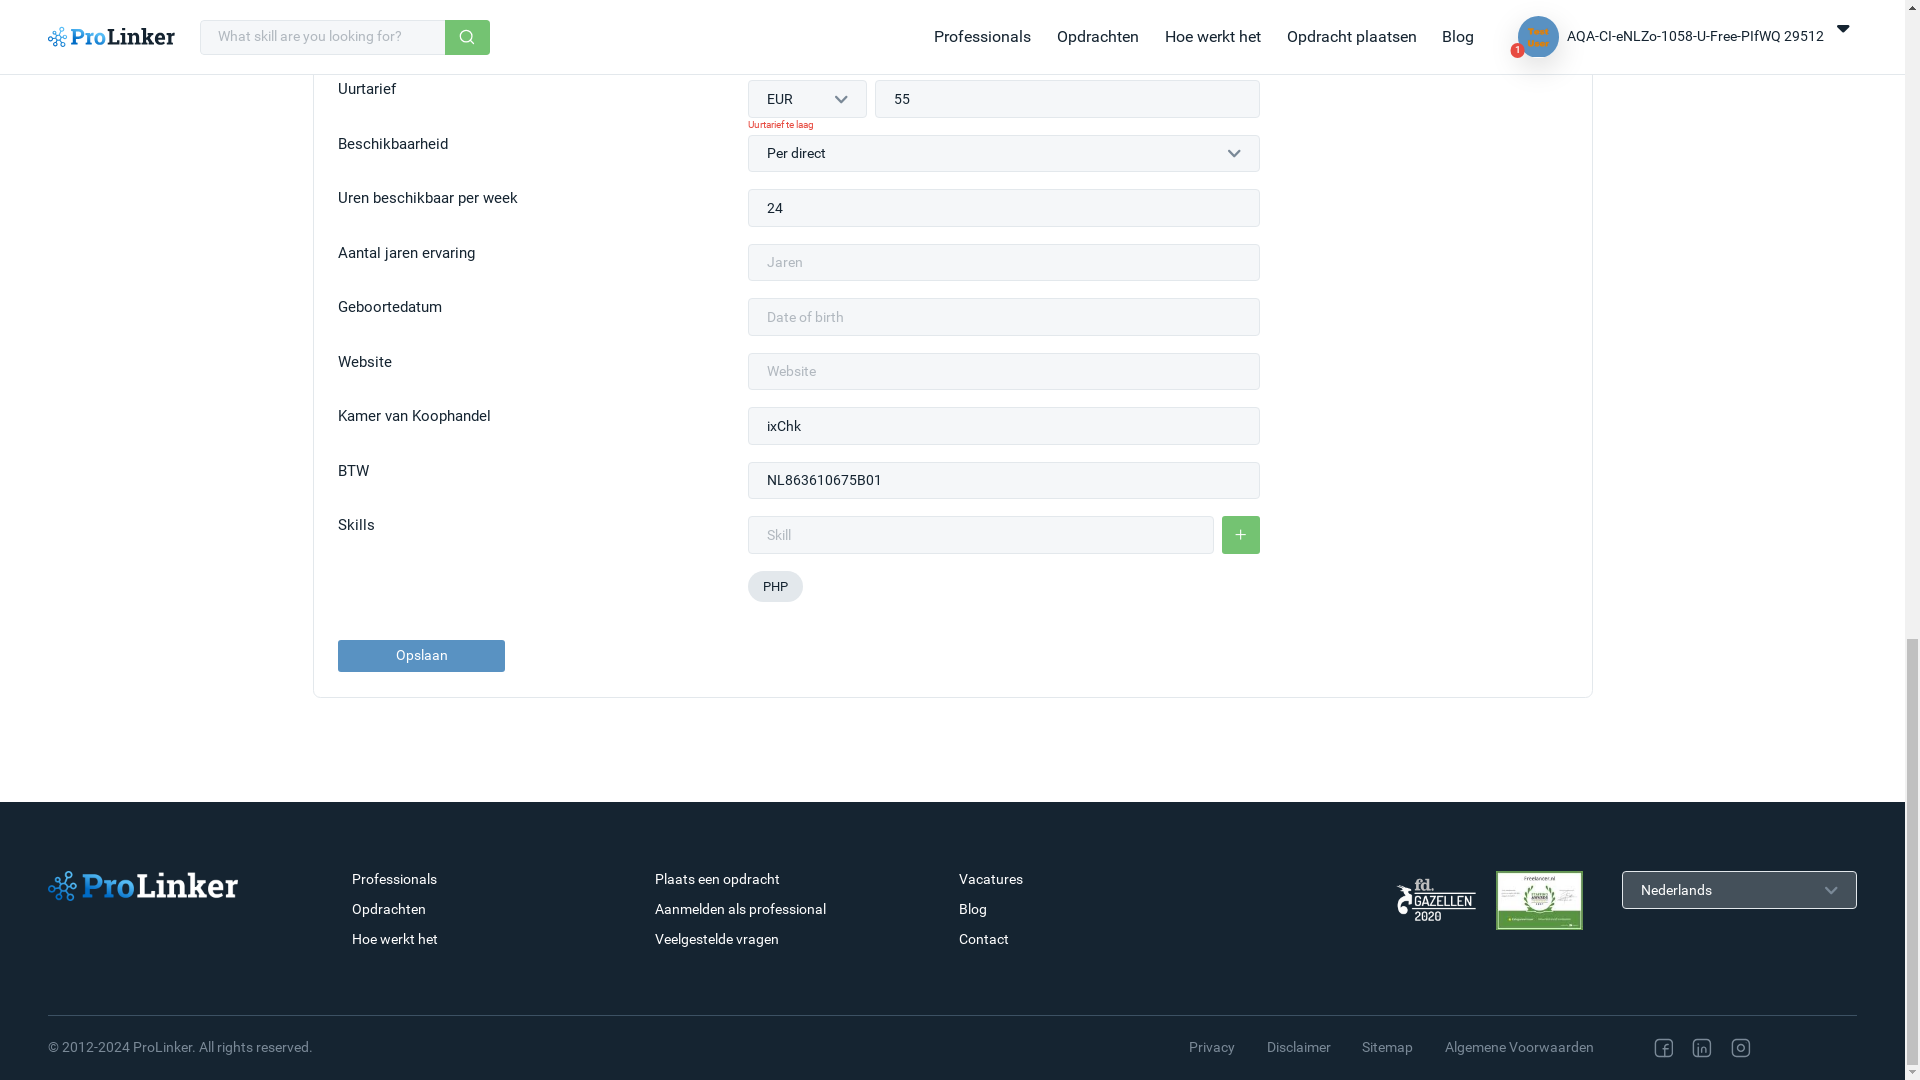 ProLinker
What skill are you looking for?
Professionals
Opdrachten
Hoe werkt het
Opdracht plaatsen
Blog
Test
User
1
AQA-CI-eNLZo-1058-U-Free-PIfWQ 29512
Uurtarief
EUR
55
Uurtarief te laag
Beschikbaarheid
Per direct
Uren beschikbaar per week
24
Aantal jaren ervaring
Jaren
Geboortedatum
Date of birth
Website
Website
Kamer van Koophandel
ixChk
BTW
NL863610675B01
Skills
Skill
+
PHP
Opslaan
ProLinker
Professionals
Opdrachten
Hoe werkt het
Plaats een opdracht
Aanmelden als professional
Veelgestelde vragen
Vacatures
Blog
Contact
fd.
GAZELLEN
2020
Freelancer.nl
Nederlands
© 2012-2024 ProLinker. All rights reserved.
Privacy
Disclaimer
Sitemap
Algemene Voorwaarden